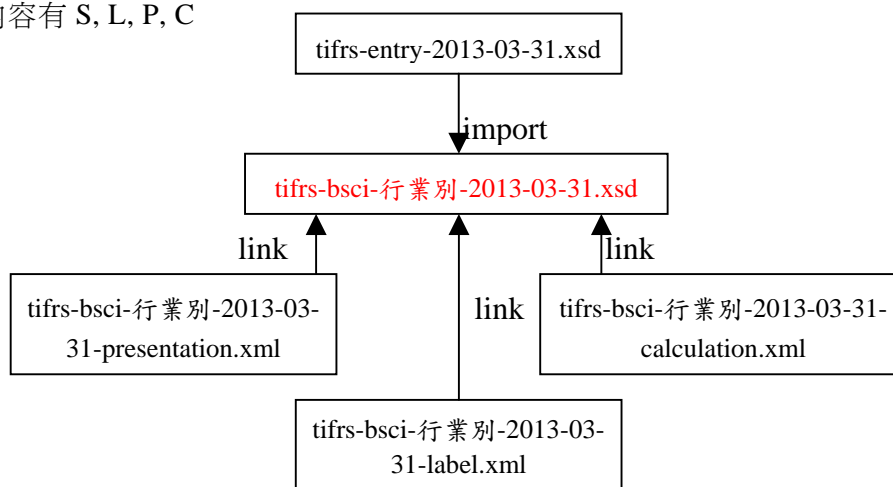 容有 S, L, P, C
tifrs-entry-2013-03-31.xsd
import
tifrs-bsci-行業別-2013-03-31.xsd
link
link
tifrs-bsci-行業別-2013-03-
31-presentation.xml
link
tifrs-bsci-行業別-2013-03-31-
calculation.xml
tifrs-bsci-行業別-2013-03-
31-label.xml